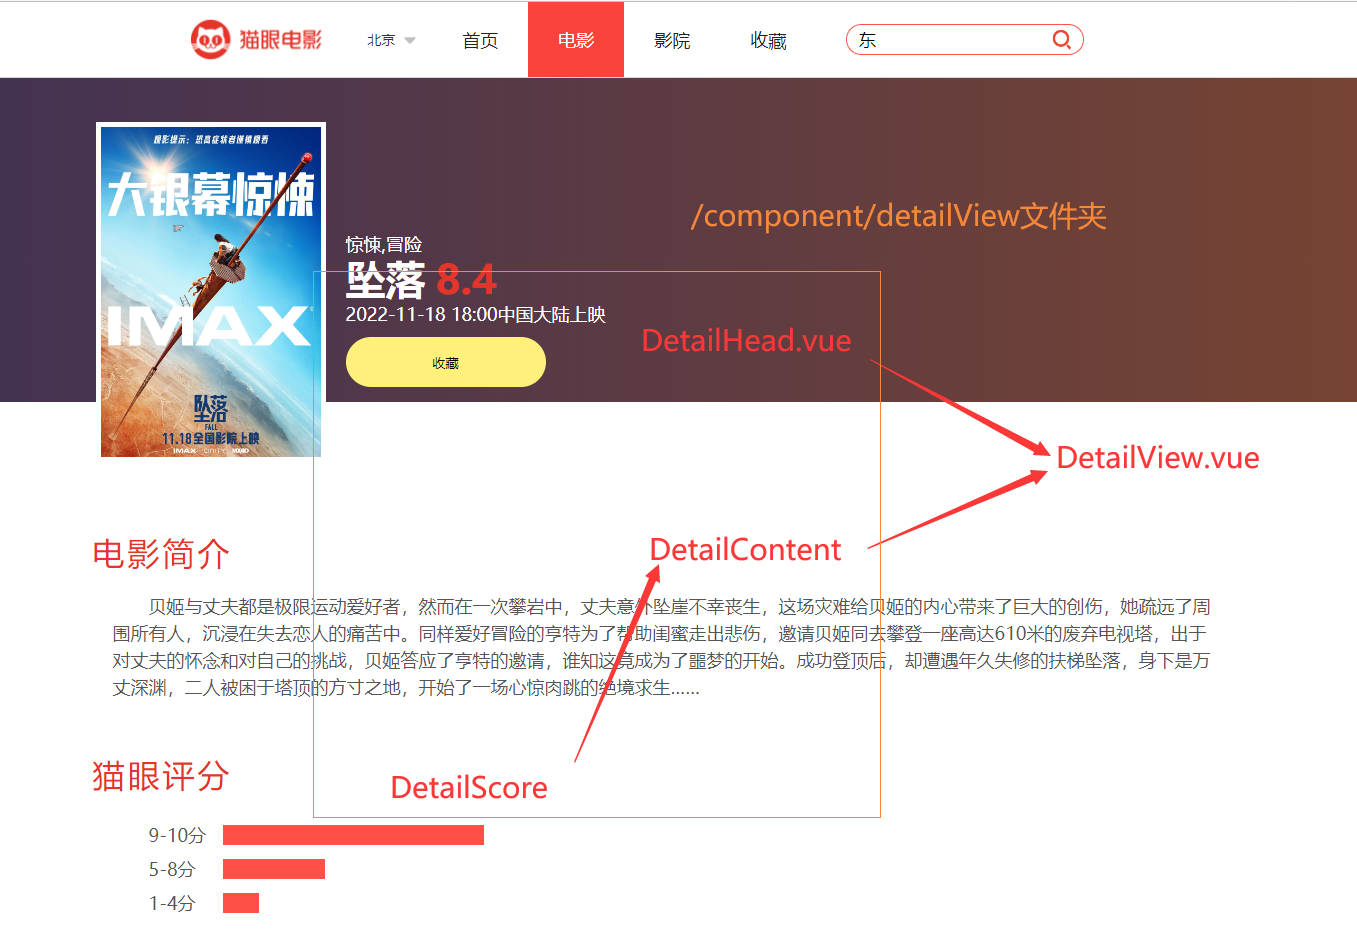 猫眼电影 北京 首页 电影 影院 收藏 东
观影提示：恐高症状者谨慎观看
大银幕惊悚
IMAX
坠落
FALL
11.18全国影院上映
IMAX CINITY
/component/detailView文件夹
惊悚,冒险
坠落 8.4
2022-11-18 18:00中国大陆上映
收藏
DetailHead.vue
DetailView.vue
DetailContent
电影简介
贝姬与丈夫都是极限运动爱好者，然而在一次攀岩中，丈夫意外坠崖不幸丧生，这场灾难给贝姬的内心带来了巨大的创伤，她疏远了周
围所有人，沉浸在失去恋人的痛苦中。同样爱好冒险的亨特为了帮助闺蜜走出悲伤，邀请贝姬同去攀登一座高达610米的废弃电视塔，出于
对丈夫的怀念和对自己的挑战，贝姬答应了亨特的邀请，谁知这竟成为了噩梦的开始。成功登顶后，却遭遇年久失修的扶梯坠落，身下是万
丈深渊，二人被困于塔顶的方寸之地，开始了一场心惊肉跳的绝境求生......
猫眼评分
DetailScore
9-10分
5-8分
1-4分